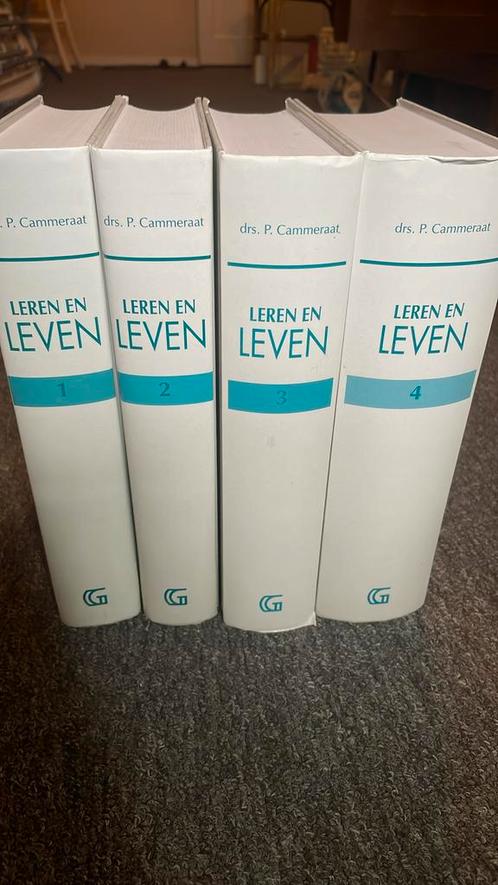 . P. Cammeraat
LEREN EN
LEVEN
1
drs. P. Cammeraat
LEREN EN
LEVEN
2
drs. P. Cammeraat
LEREN EN
LEVEN
3
drs. P. Cammeraat
LEREN EN
LEVEN
4